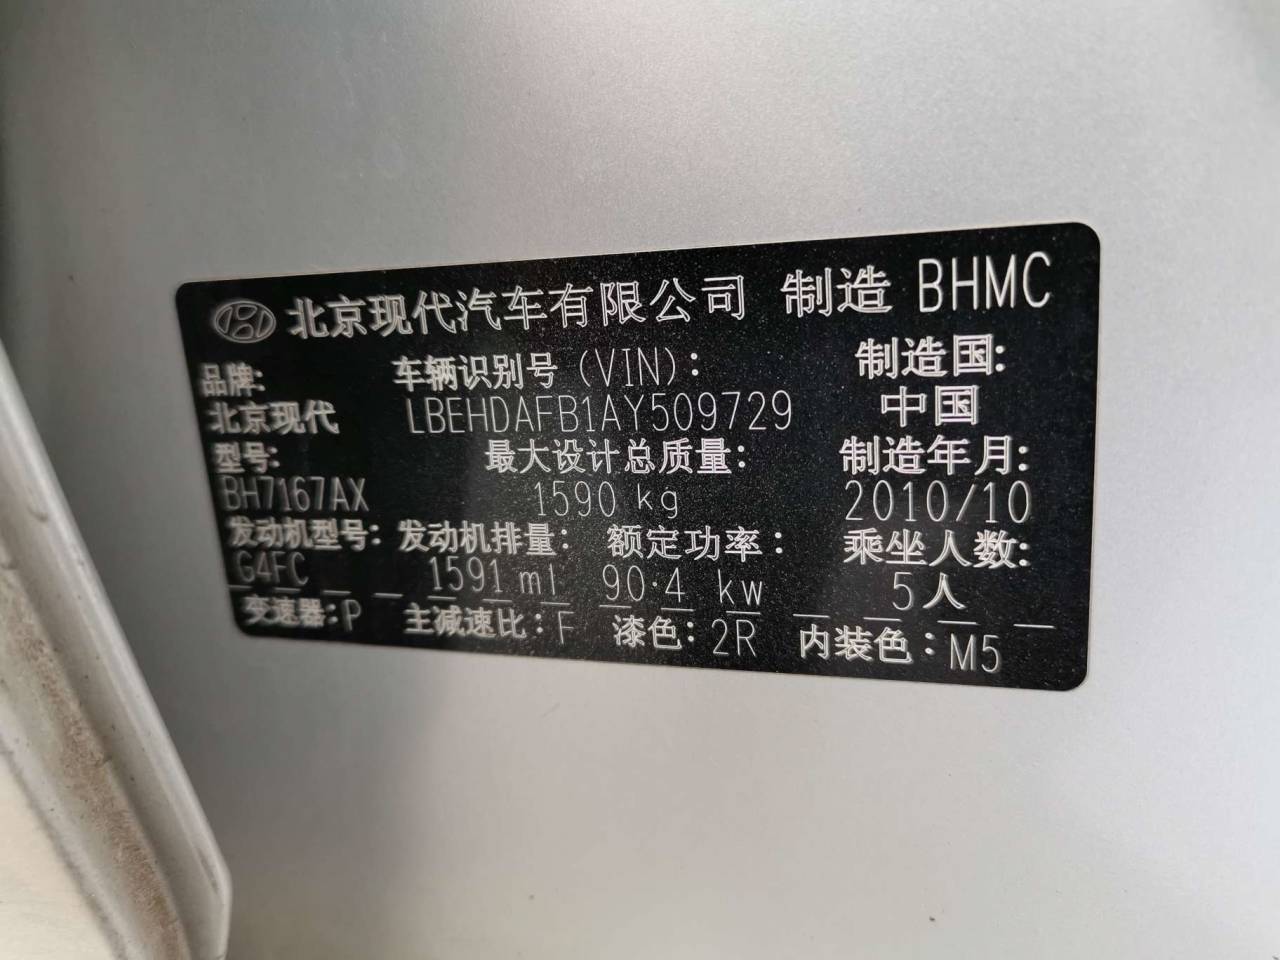 北京现代汽车有限公司 制造 BHMC
品牌: 车辆识别号 (VIN): 制造国:
北京现代 LBEHDAFB1AY509729 中国
型号: 最大设计总质量: 制造年月:
BH7167AX 1590 kg 2010/10
发动机型号: 发动机排量: 额定功率: 乘坐人数:
G4FC 1591 ml 90.4 kw 5人
变速器:P 主减速比:F 漆色:2R 内装色:M5